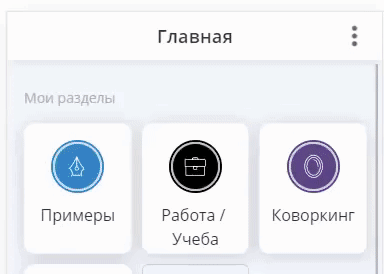 Главная
Мои разделы
Примеры
Работа /
Учеба
Коворкинг